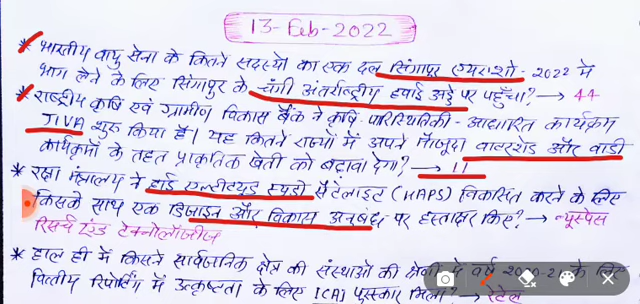 13-Feb-2022
* भारतीय वायु सेना के कितने सदस्यों का एक दल सिंगापुर एयरशो-2022 में
भाग लेने के लिए सिंगापुर के चांगी अंतर्राष्ट्रीय हवाई अड्डे पर पहुँचा? → 44
* राष्ट्रीय कृषि एवं ग्रामीण विकास बैंक ने कृषि पारिस्थितिकी-आधारित कार्यक्रम
JIVA शुरू किया है। यह कितने राज्यों में अपने मौजूदा वाटरशेड और वाडी
कार्यक्रमों के तहत प्राकृतिक खेती को बढ़ावा देगा? → 11
* रक्षा मंत्रालय ने हाई एल्टीट्यूड स्यूडो सैटेलाइट (HAPS) विकसित करने के लिए
किसके साथ एक डिजाइन और विकास अनुबंध पर हस्ताक्षर किए? → न्यूस्पेस
रिसर्च एंड टेक्नोलॉजीज
* हाल ही में किसने सार्वजनिक क्षेत्र की संस्थाओं की श्रेणी में वर्ष के लिए
वित्तीय रिपोर्टिंग में उत्कृष्टता के लिए ICAI पुरस्कार मिला? →